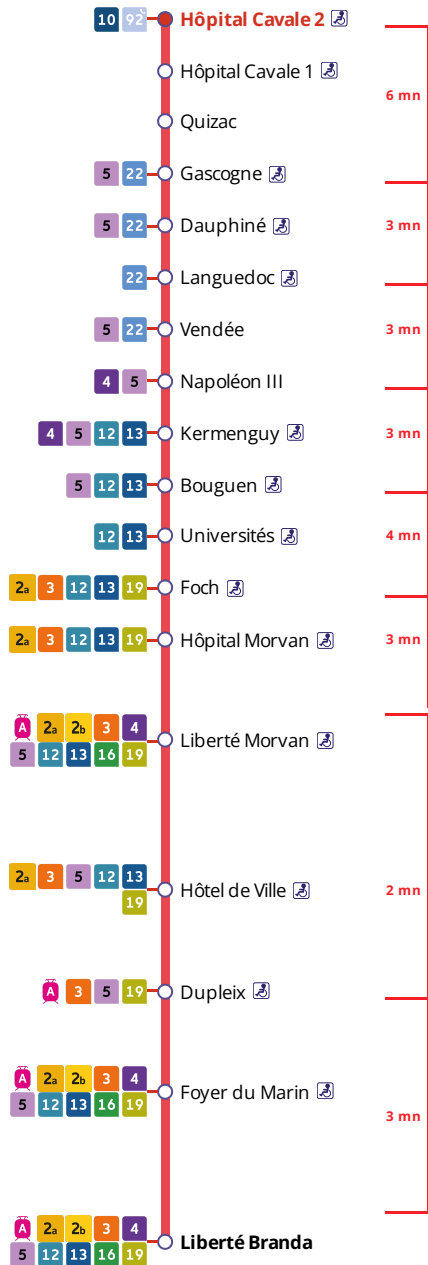 10 92 Hôpital Cavale 2
Hôpital Cavale 1
6 mn
Quizac
5 22 Gascogne
5 22 Dauphiné 3 mn
22 Languedoc
5 22 Vendée 3 mn
4 5 Napoléon III
4 5 12 13 Kermenguy 3 mn
5 12 13 Bouguen
12 13 Universités 4 mn
2a 3 12 13 19 Foch
2a 3 12 13 19 Hôpital Morvan 3 mn
A 2a 2b 3 4
Liberté Morvan
5 12 13 16 19
2a 3 5 12 13
Hôtel de Ville 2 mn
19
A 3 5 19 Dupleix
A 2a 2b 3 4
Foyer du Marin
5 12 13 16 19
3 mn
A 2a 2b 3 4
Liberté Branda
5 12 13 16 19